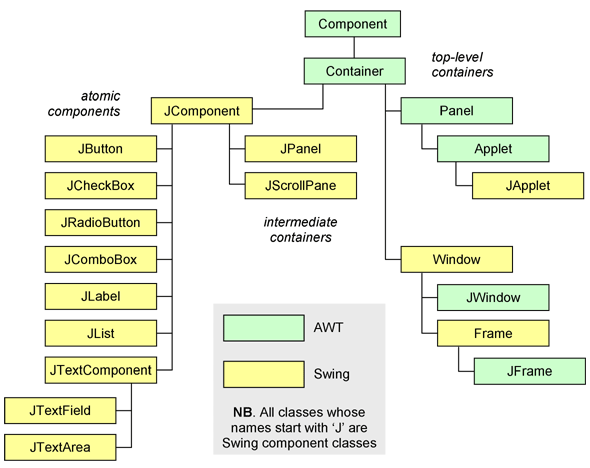 Component
Container
top-level
containers
atomic
components
JComponent
Panel
JButton
JPanel
Applet
JCheckBox
JScrollPane
JApplet
JRadioButton
intermediate
containers
JComboBox
Window
JLabel
JWindow
JList
Frame
JTextComponent
JFrame
JTextField
JTextArea
AWT
Swing
NB. All classes whose
names start with ‘J’ are
Swing component classes